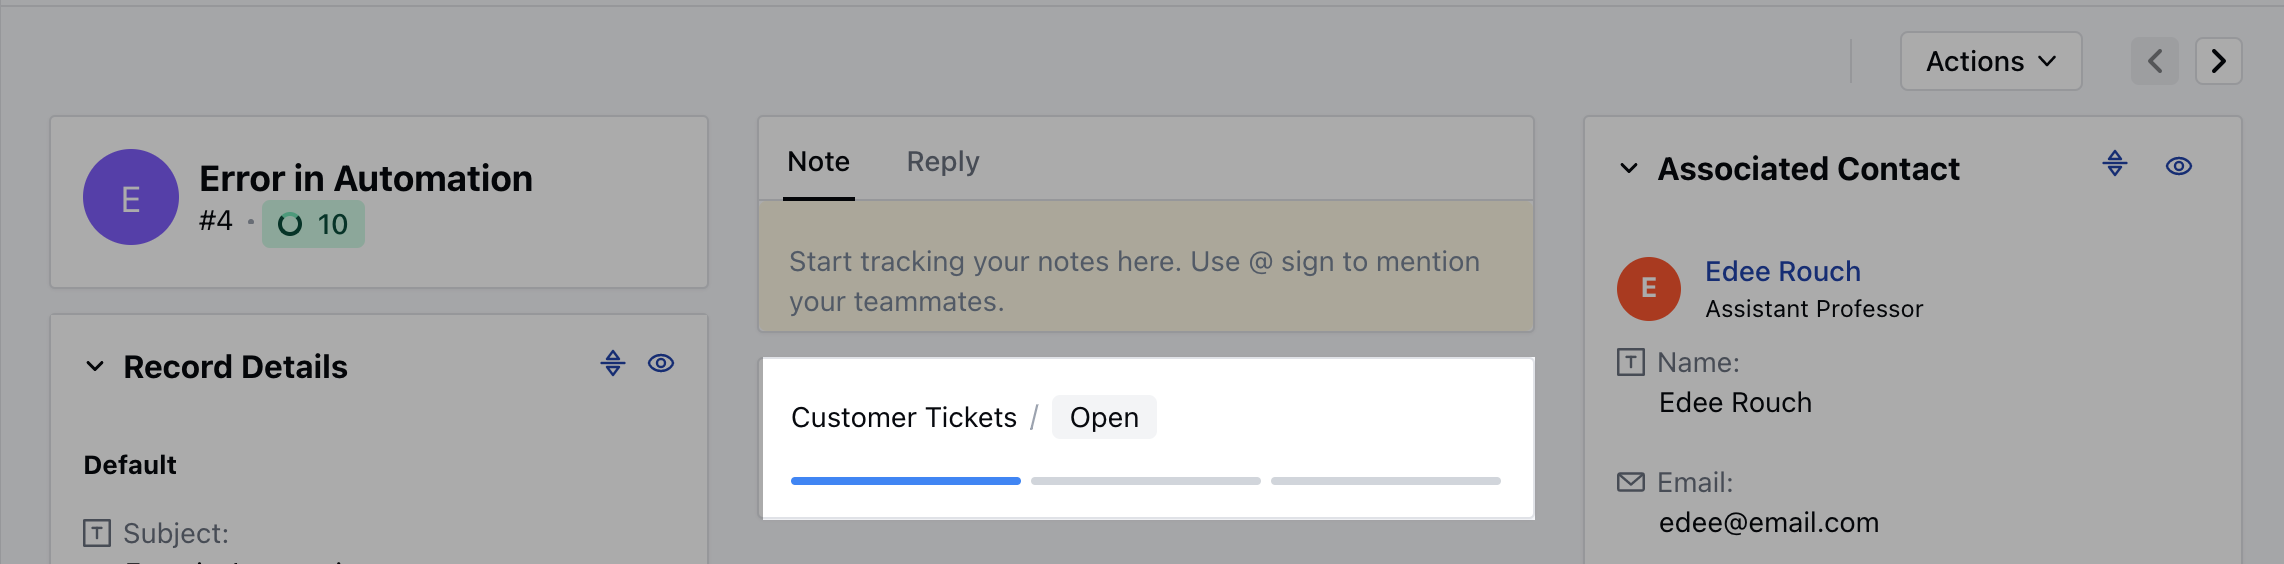 Actions
E
Error in Automation
#4 · 10
Record Details
Default
T Subject:
Note Reply
Start tracking your notes here. Use @ sign to mention
your teammates.
Customer Tickets / Open
Associated Contact
E
Edee Rouch
Assistant Professor
T Name:
Edee Rouch
Email:
edee@email.com